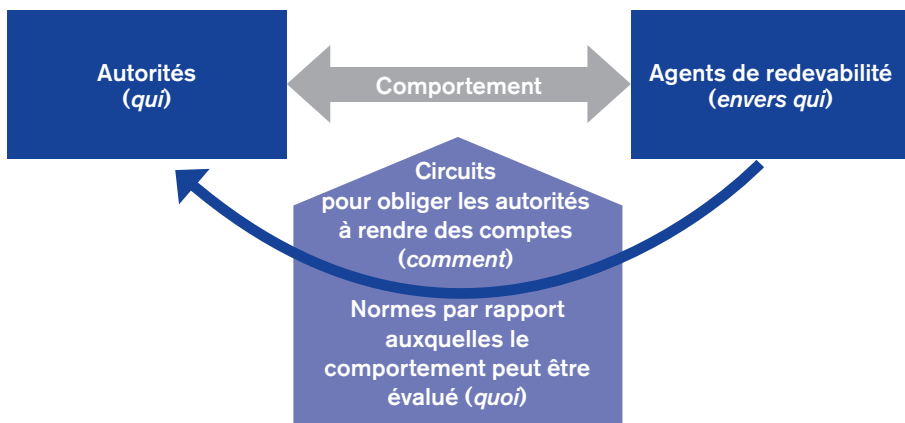 Autorités
(qui)
Comportement
Agents de redevabilité
(envers qui)
Circuits
pour obliger les autorités
à rendre des comptes
(comment)
Normes par rapport
auxquelles le
comportement peut être
évalué (quoi)